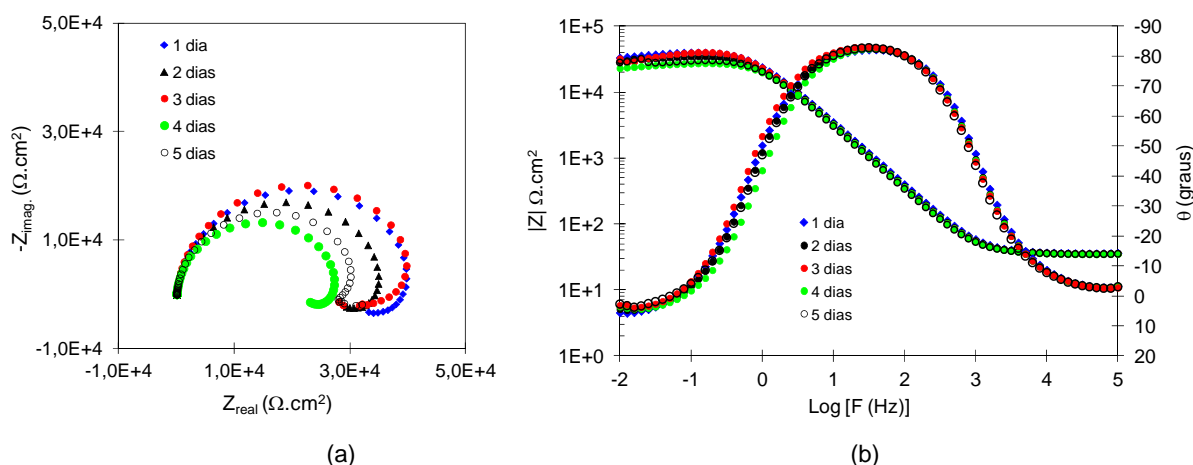 5,0E+4
3,0E+4
1,0E+4
-1,0E+4
-Z imag. (Ω.cm²)
1 dia
2 dias
3 dias
4 dias
5 dias
-1,0E+4 1,0E+4 3,0E+4 5,0E+4
Z real (Ω.cm²)
(a)
1E+5
1E+4
1E+3
1E+2
1E+1
1E+0
|Z| Ω.cm²
1 dia
2 dias
3 dias
4 dias
5 dias
-90
-80
-70
-60
-50
-40
-30
-20
-10
0
10
20
θ (graus)
-2 -1 0 1 2 3 4 5
Log [F (Hz)]
(b)